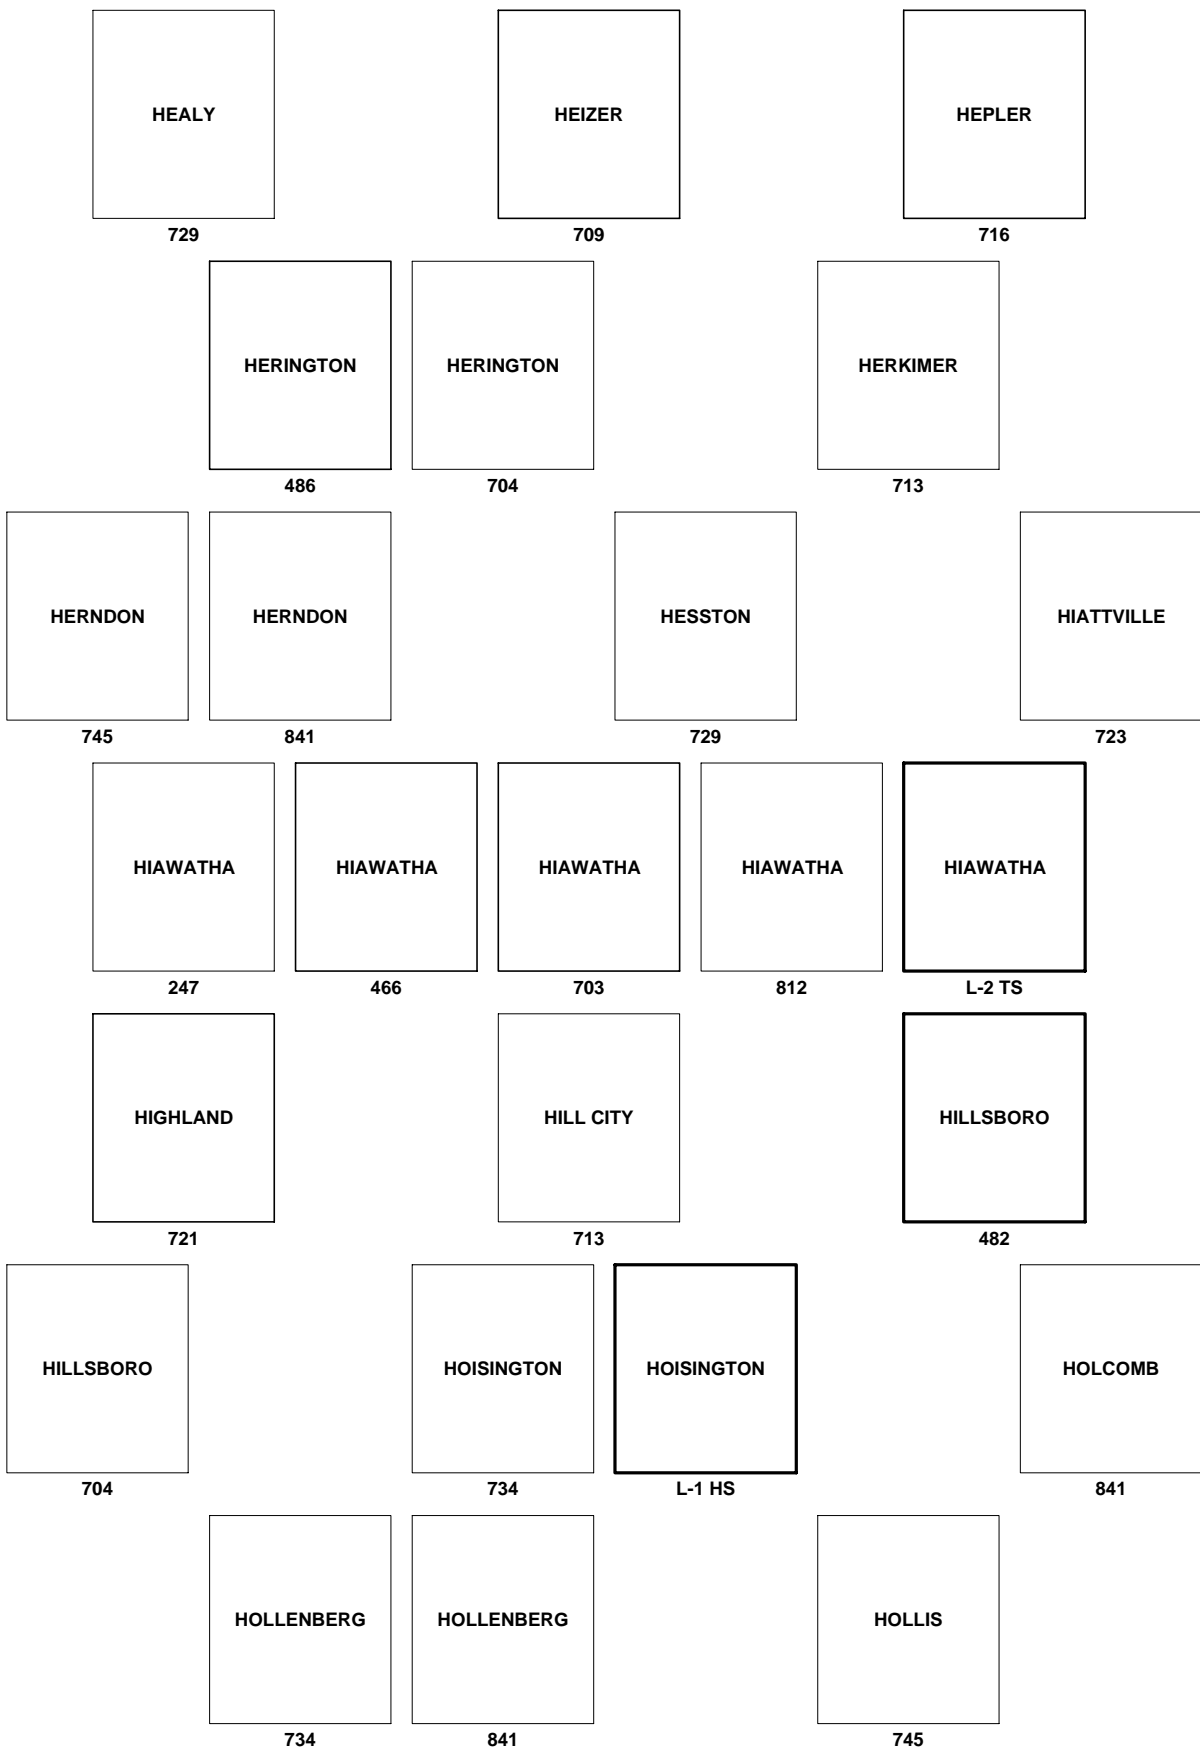 HEALY HEIZER HEPLER
729 709 716
HERINGTON HERINGTON HERKIMER
486 704 713
HERNDON HERNDON HESSTON HIATTVILLE
745 841 729 723
HIAWATHA HIAWATHA HIAWATHA HIAWATHA HIAWATHA
247 466 703 812 L-2 TS
HIGHLAND HILL CITY HILLSBORO
721 713 482
HILLSBORO HOISINGTON HOISINGTON HOLCOMB
704 734 L-1 HS 841
HOLLENBERG HOLLENBERG HOLLIS
734 841 745